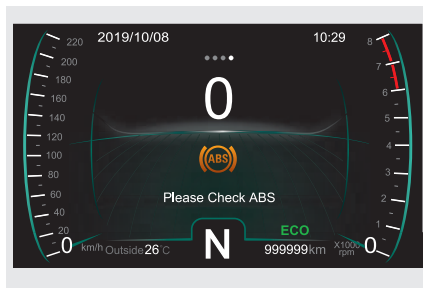 2019/10/08
10:29
220
200
180
160
140
120
100
80
60
40
20
0
km/h
8
7
6
5
4
3
2
1
0
X1000
rpm
0
(ABS)
Please Check ABS
ECO
Outside 26°C
N
999999km